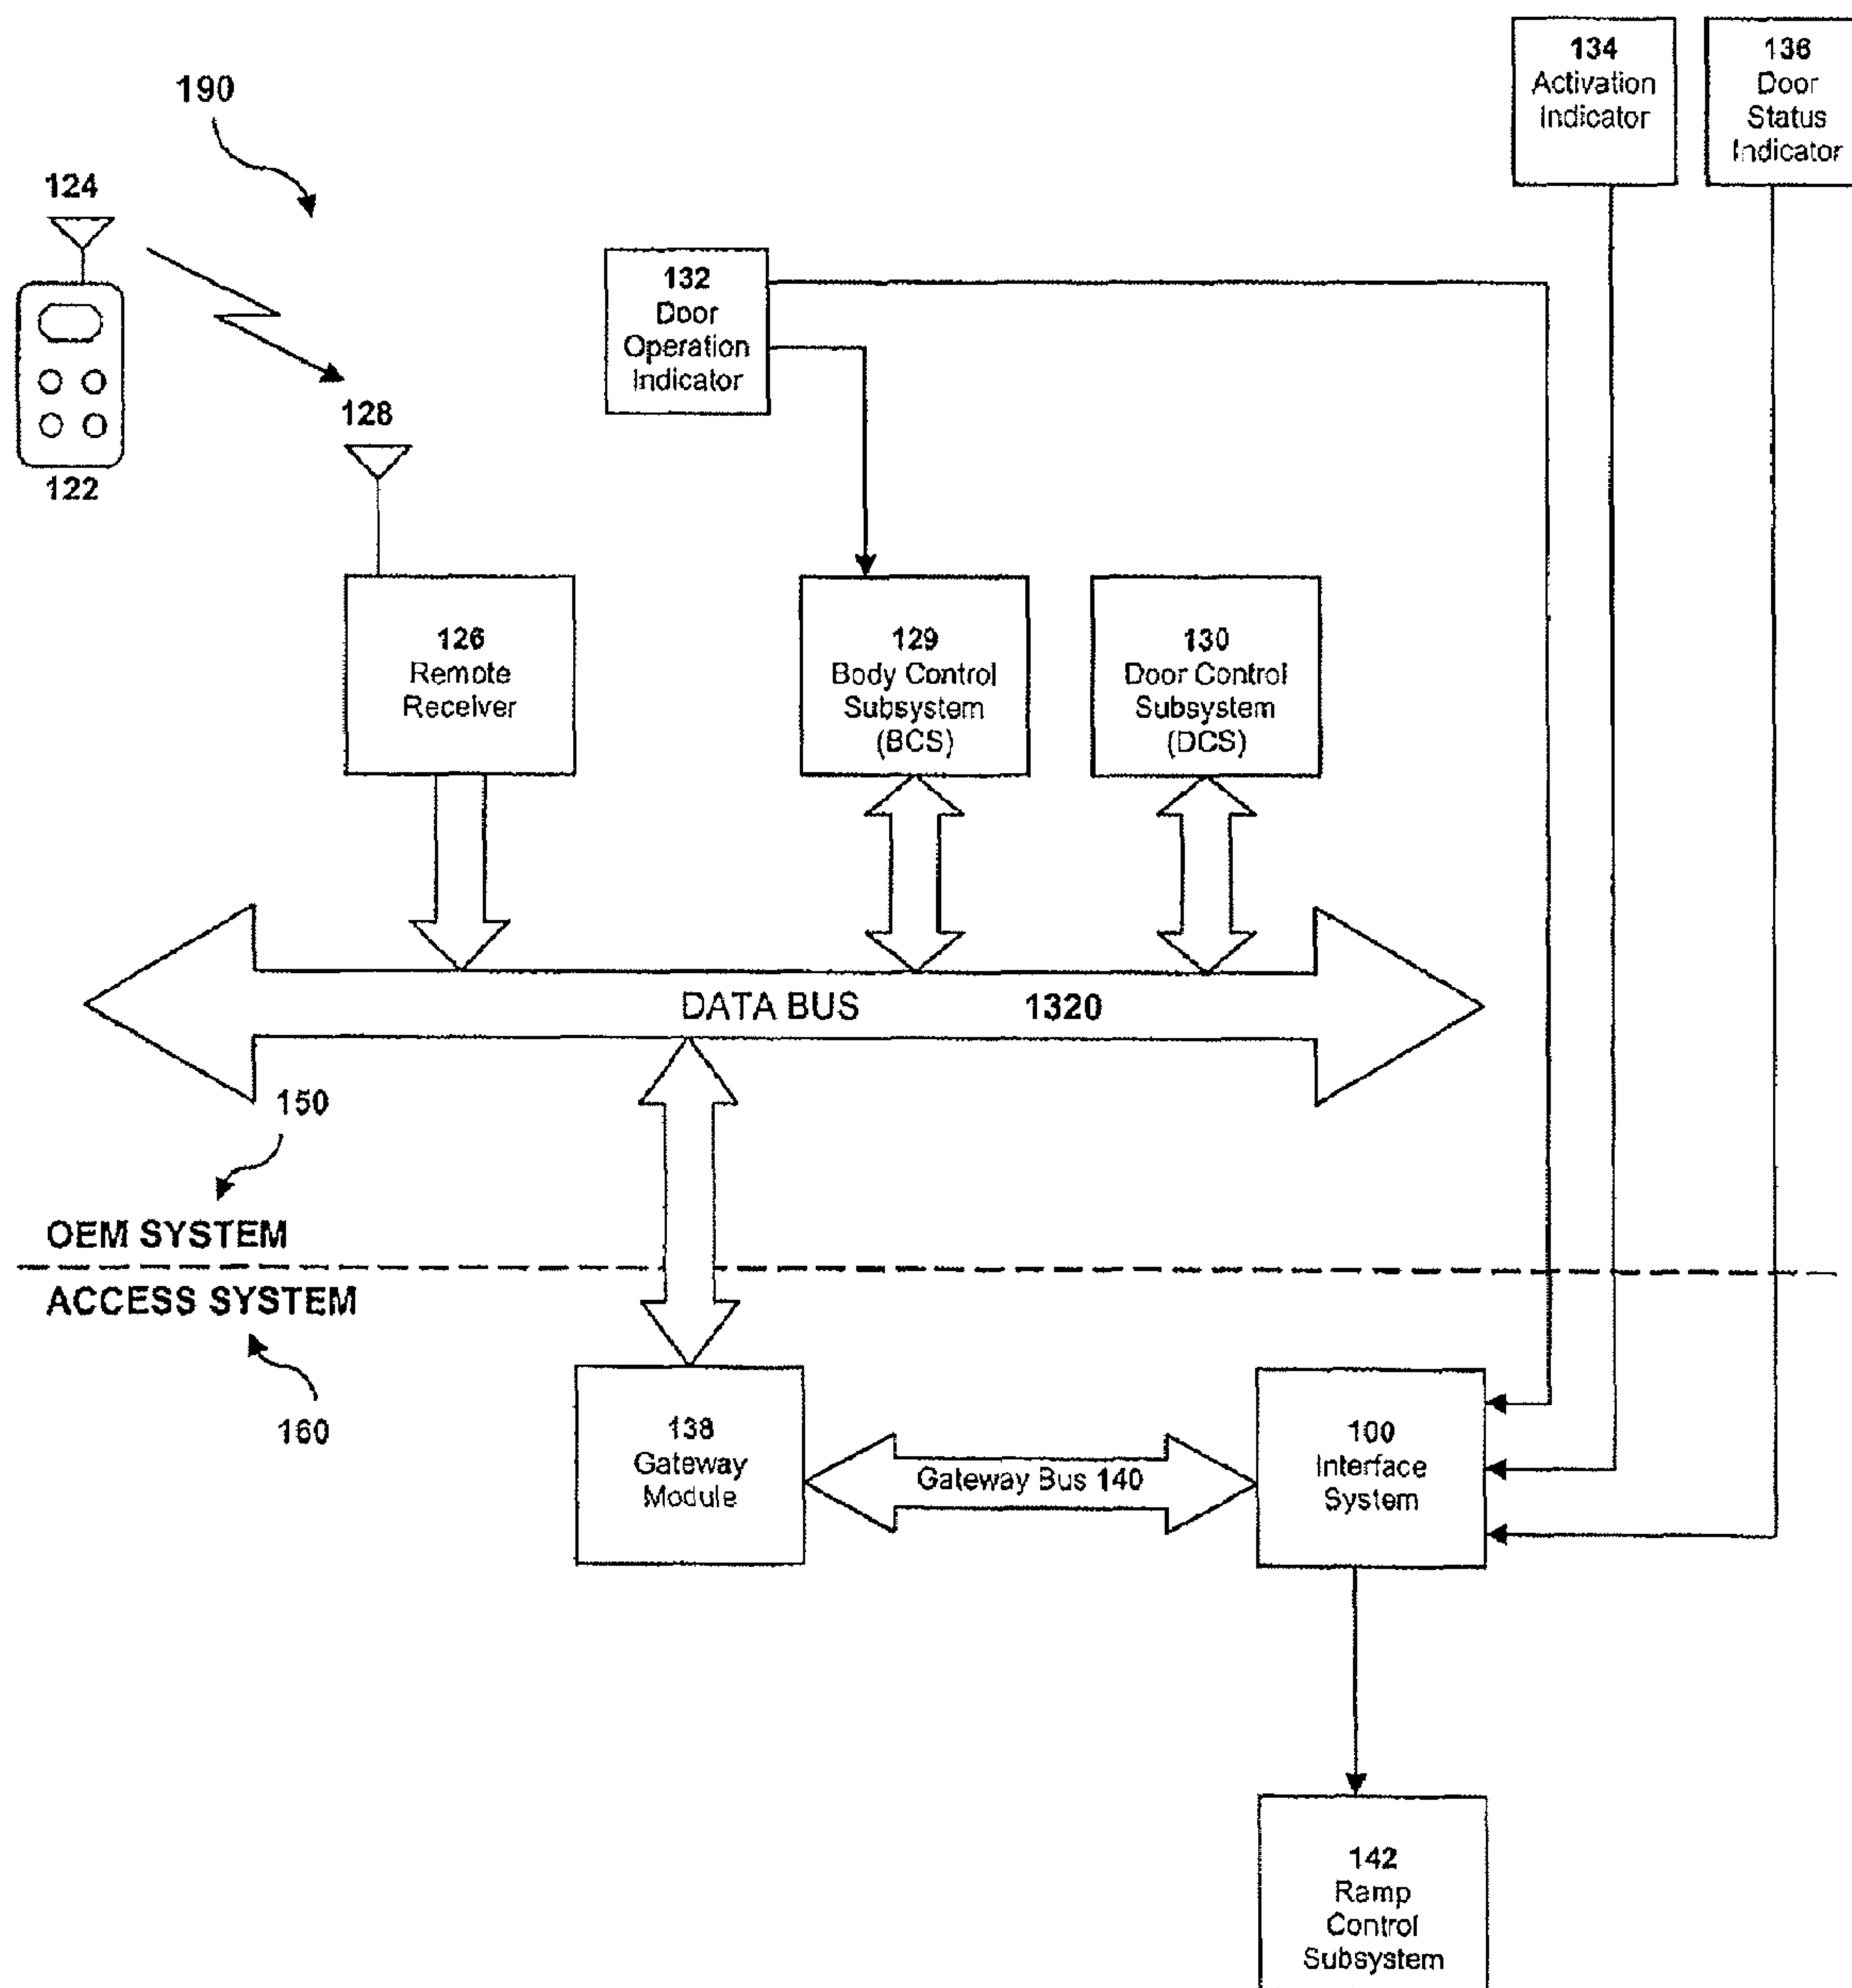 134
Activation
Indicator
136
Door
Status
Indicator
190
124
122
128
132
Door
Operation
Indicator
126
Remote
Receiver
129
Body Control
Subsystem
(BCS)
130
Door Control
Subsystem
(DCS)
DATA BUS 1320
150
OEM SYSTEM
ACCESS SYSTEM
160
138
Gateway
Module
Gateway Bus 140
100
Interface
System
142
Ramp
Control
Subsystem